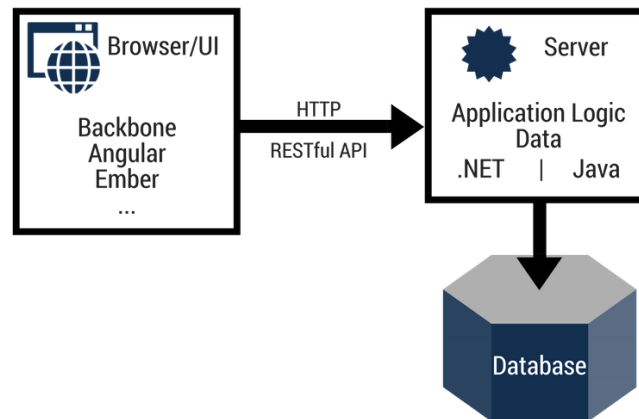 Browser/UI
Backbone
Angular
Ember
...
HTTP
RESTful API
Server
Application Logic
Data
.NET | Java
Database